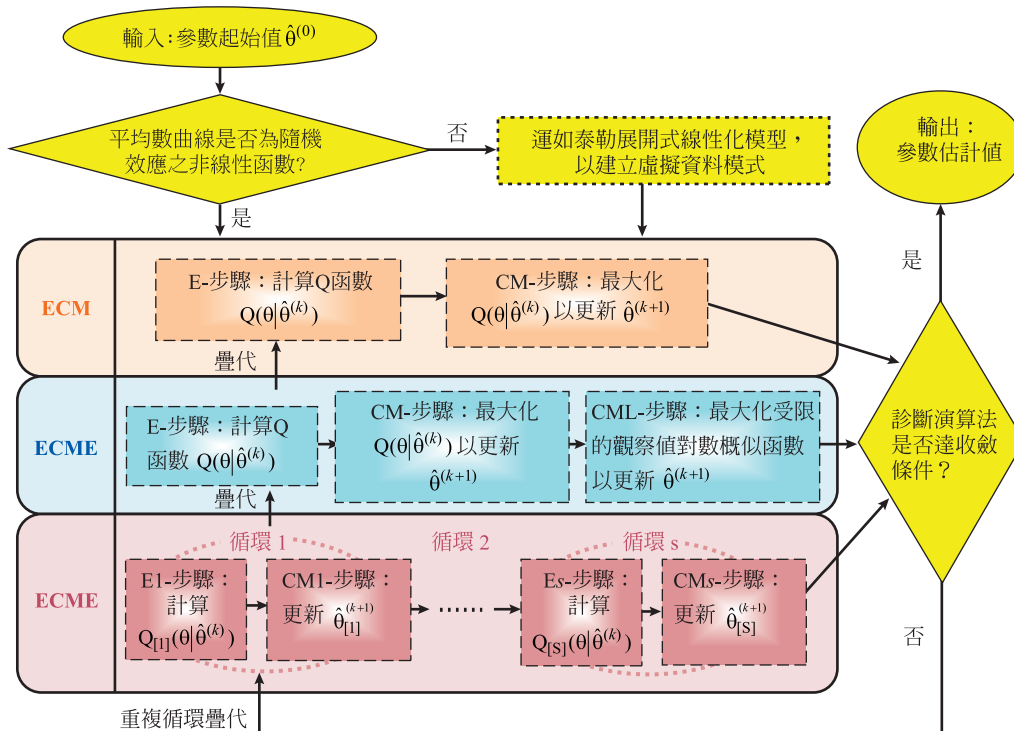 輸入：參數起始值 θ̂⁽⁰⁾
平均數曲線是否為隨機
效應之非線性函數?
否
運如泰勒展開式線性化模型，
以建立虛擬資料模式
輸出：
參數估計值
是
是
ECM
E-步驟：計算Q函數
Q(θ|θ̂⁽ᵏ⁾)
CM-步驟：最大化
Q(θ|θ̂⁽ᵏ⁾) 以更新 θ̂⁽ᵏ⁺¹⁾
疊代
ECME
E-步驟：計算Q
函數 Q(θ|θ̂⁽ᵏ⁾)
CM-步驟：最大化
Q(θ|θ̂⁽ᵏ⁾) 以更新
θ̂⁽ᵏ⁺¹⁾
CML-步驟：最大化受限
的觀察值對數概似函數
以更新 θ̂⁽ᵏ⁺¹⁾
診斷演算法
是否達收斂
條件？
疊代
ECME
循環 1
循環 2
循環 s
E1-步驟：
計算
Q[1](θ|θ̂⁽ᵏ⁾)
CM1-步驟：
更新 θ̂[1]⁽ᵏ⁺¹⁾
......
Es-步驟：
計算
Q[S](θ|θ̂⁽ᵏ⁾)
CMs-步驟：
更新 θ̂[S]⁽ᵏ⁺¹⁾
否
重複循環疊代